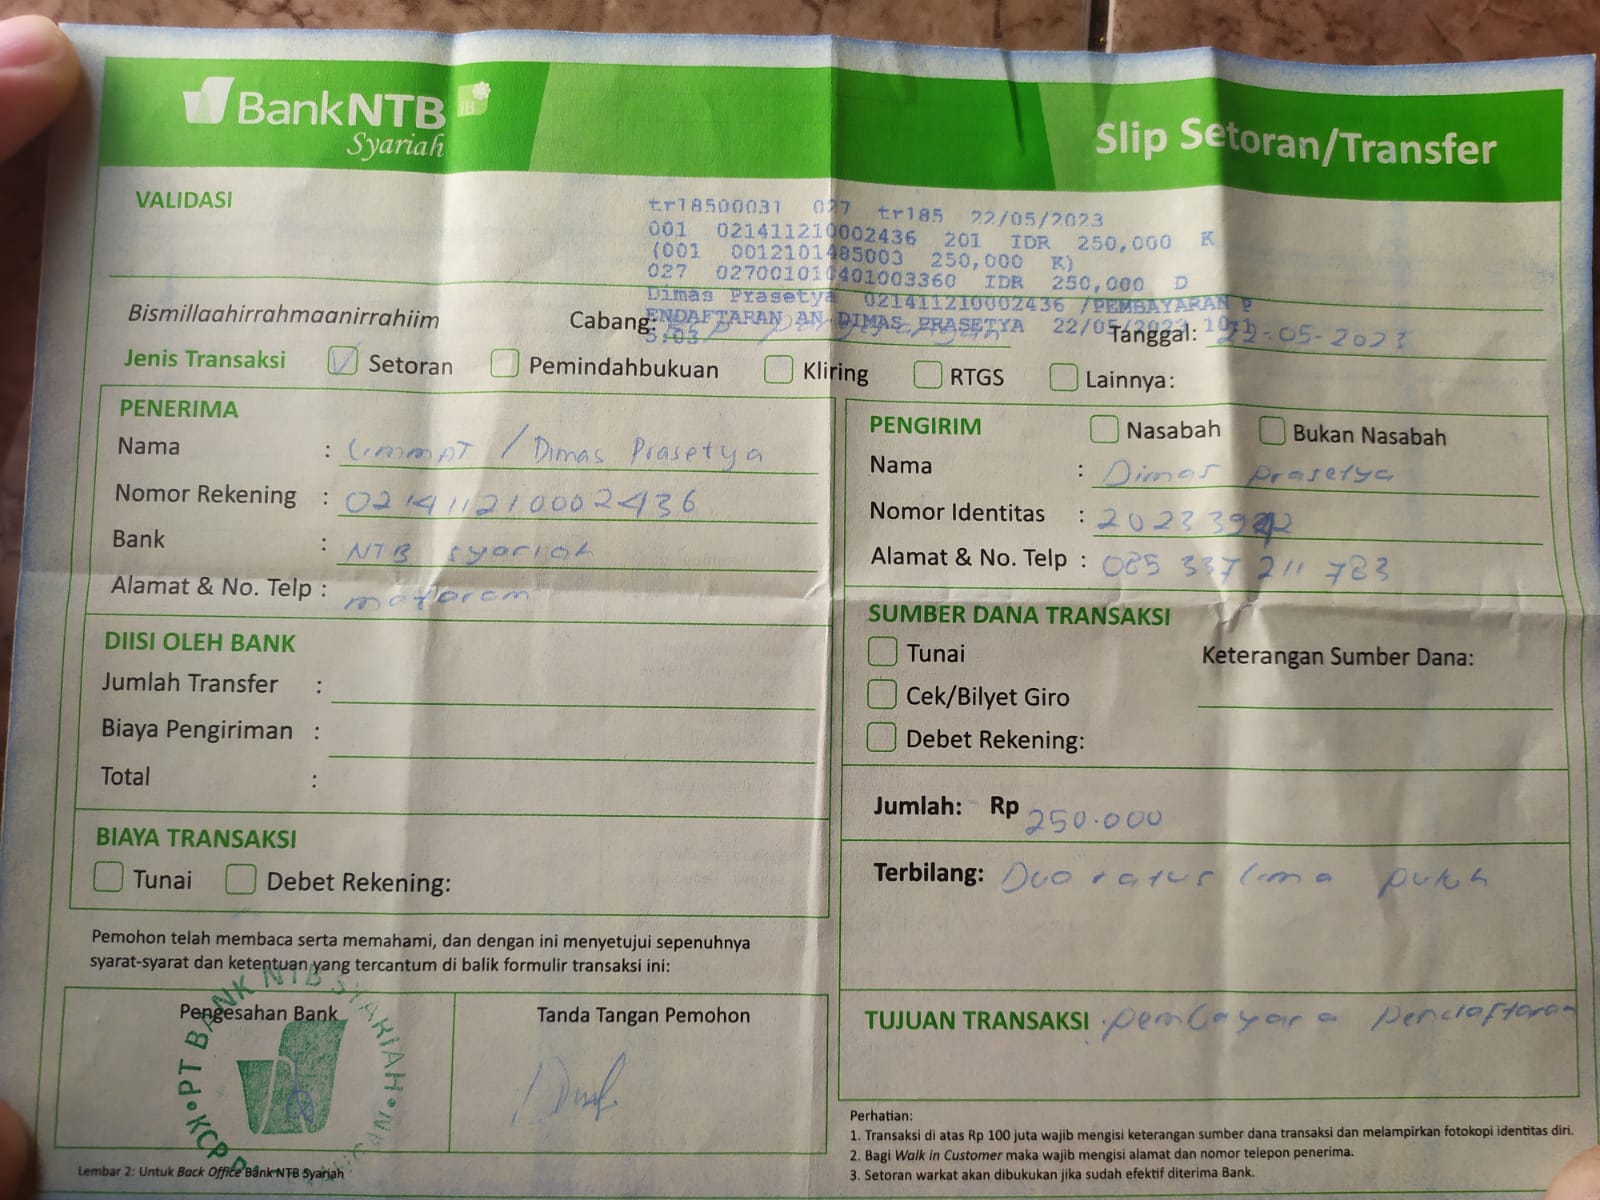 BankNTB
Syariah
Slip Setoran/Transfer
VALIDASI
tr18500031 027 tr185 22/05/2023
001 021411210002436 201 IDR 250,000 K
(001 0012101485003 250,000 K)
027 027001010401003360 IDR 250,000 D
Dimas Prasetya 021411210002436 /PEMBAYARAN P
ENDAFTARAN AN DIMAS PRASETYA 22/05/2023 10:1
5:03
Bismillaahirrahmaanirrahiim
Cabang:
Tanggal: 22-05-2023
Jenis Transaksi Setoran Pemindahbukuan Kliring RTGS Lainnya:
PENERIMA
Nama : Ummat / Dimas Prasetya
Nomor Rekening : 021411210002436
Bank : NTB syariah
Alamat & No. Telp : mataram
PENGIRIM Nasabah Bukan Nasabah
Nama : Dimas prasetya
Nomor Identitas :
Alamat & No. Telp : 085 337 211 783
DIISI OLEH BANK
Jumlah Transfer :
Biaya Pengiriman :
Total :
SUMBER DANA TRANSAKSI
Tunai Keterangan Sumber Dana:
Cek/Bilyet Giro
Debet Rekening:
BIAYA TRANSAKSI
Tunai Debet Rekening:
Jumlah: Rp 250.000
Terbilang: Dua ratus lima puluh
Pemohon telah membaca serta memahami, dan dengan ini menyetujui sepenuhnya
syarat-syarat dan ketentuan yang tercantum di balik formulir transaksi ini:
Pengesahan Bank
Tanda Tangan Pemohon
PT BANK NTB SYARIAH
KCP
TUJUAN TRANSAKSI : pembayara pendaftaran
Lembar 2: Untuk Back Office Bank NTB Syariah
Perhatian:
1. Transaksi di atas Rp 100 juta wajib mengisi keterangan sumber dana transaksi dan melampirkan fotokopi identitas diri.
2. Bagi Walk in Customer maka wajib mengisi alamat dan nomor telepon penerima.
3. Setoran warkat akan dibukukan jika sudah efektif diterima Bank.